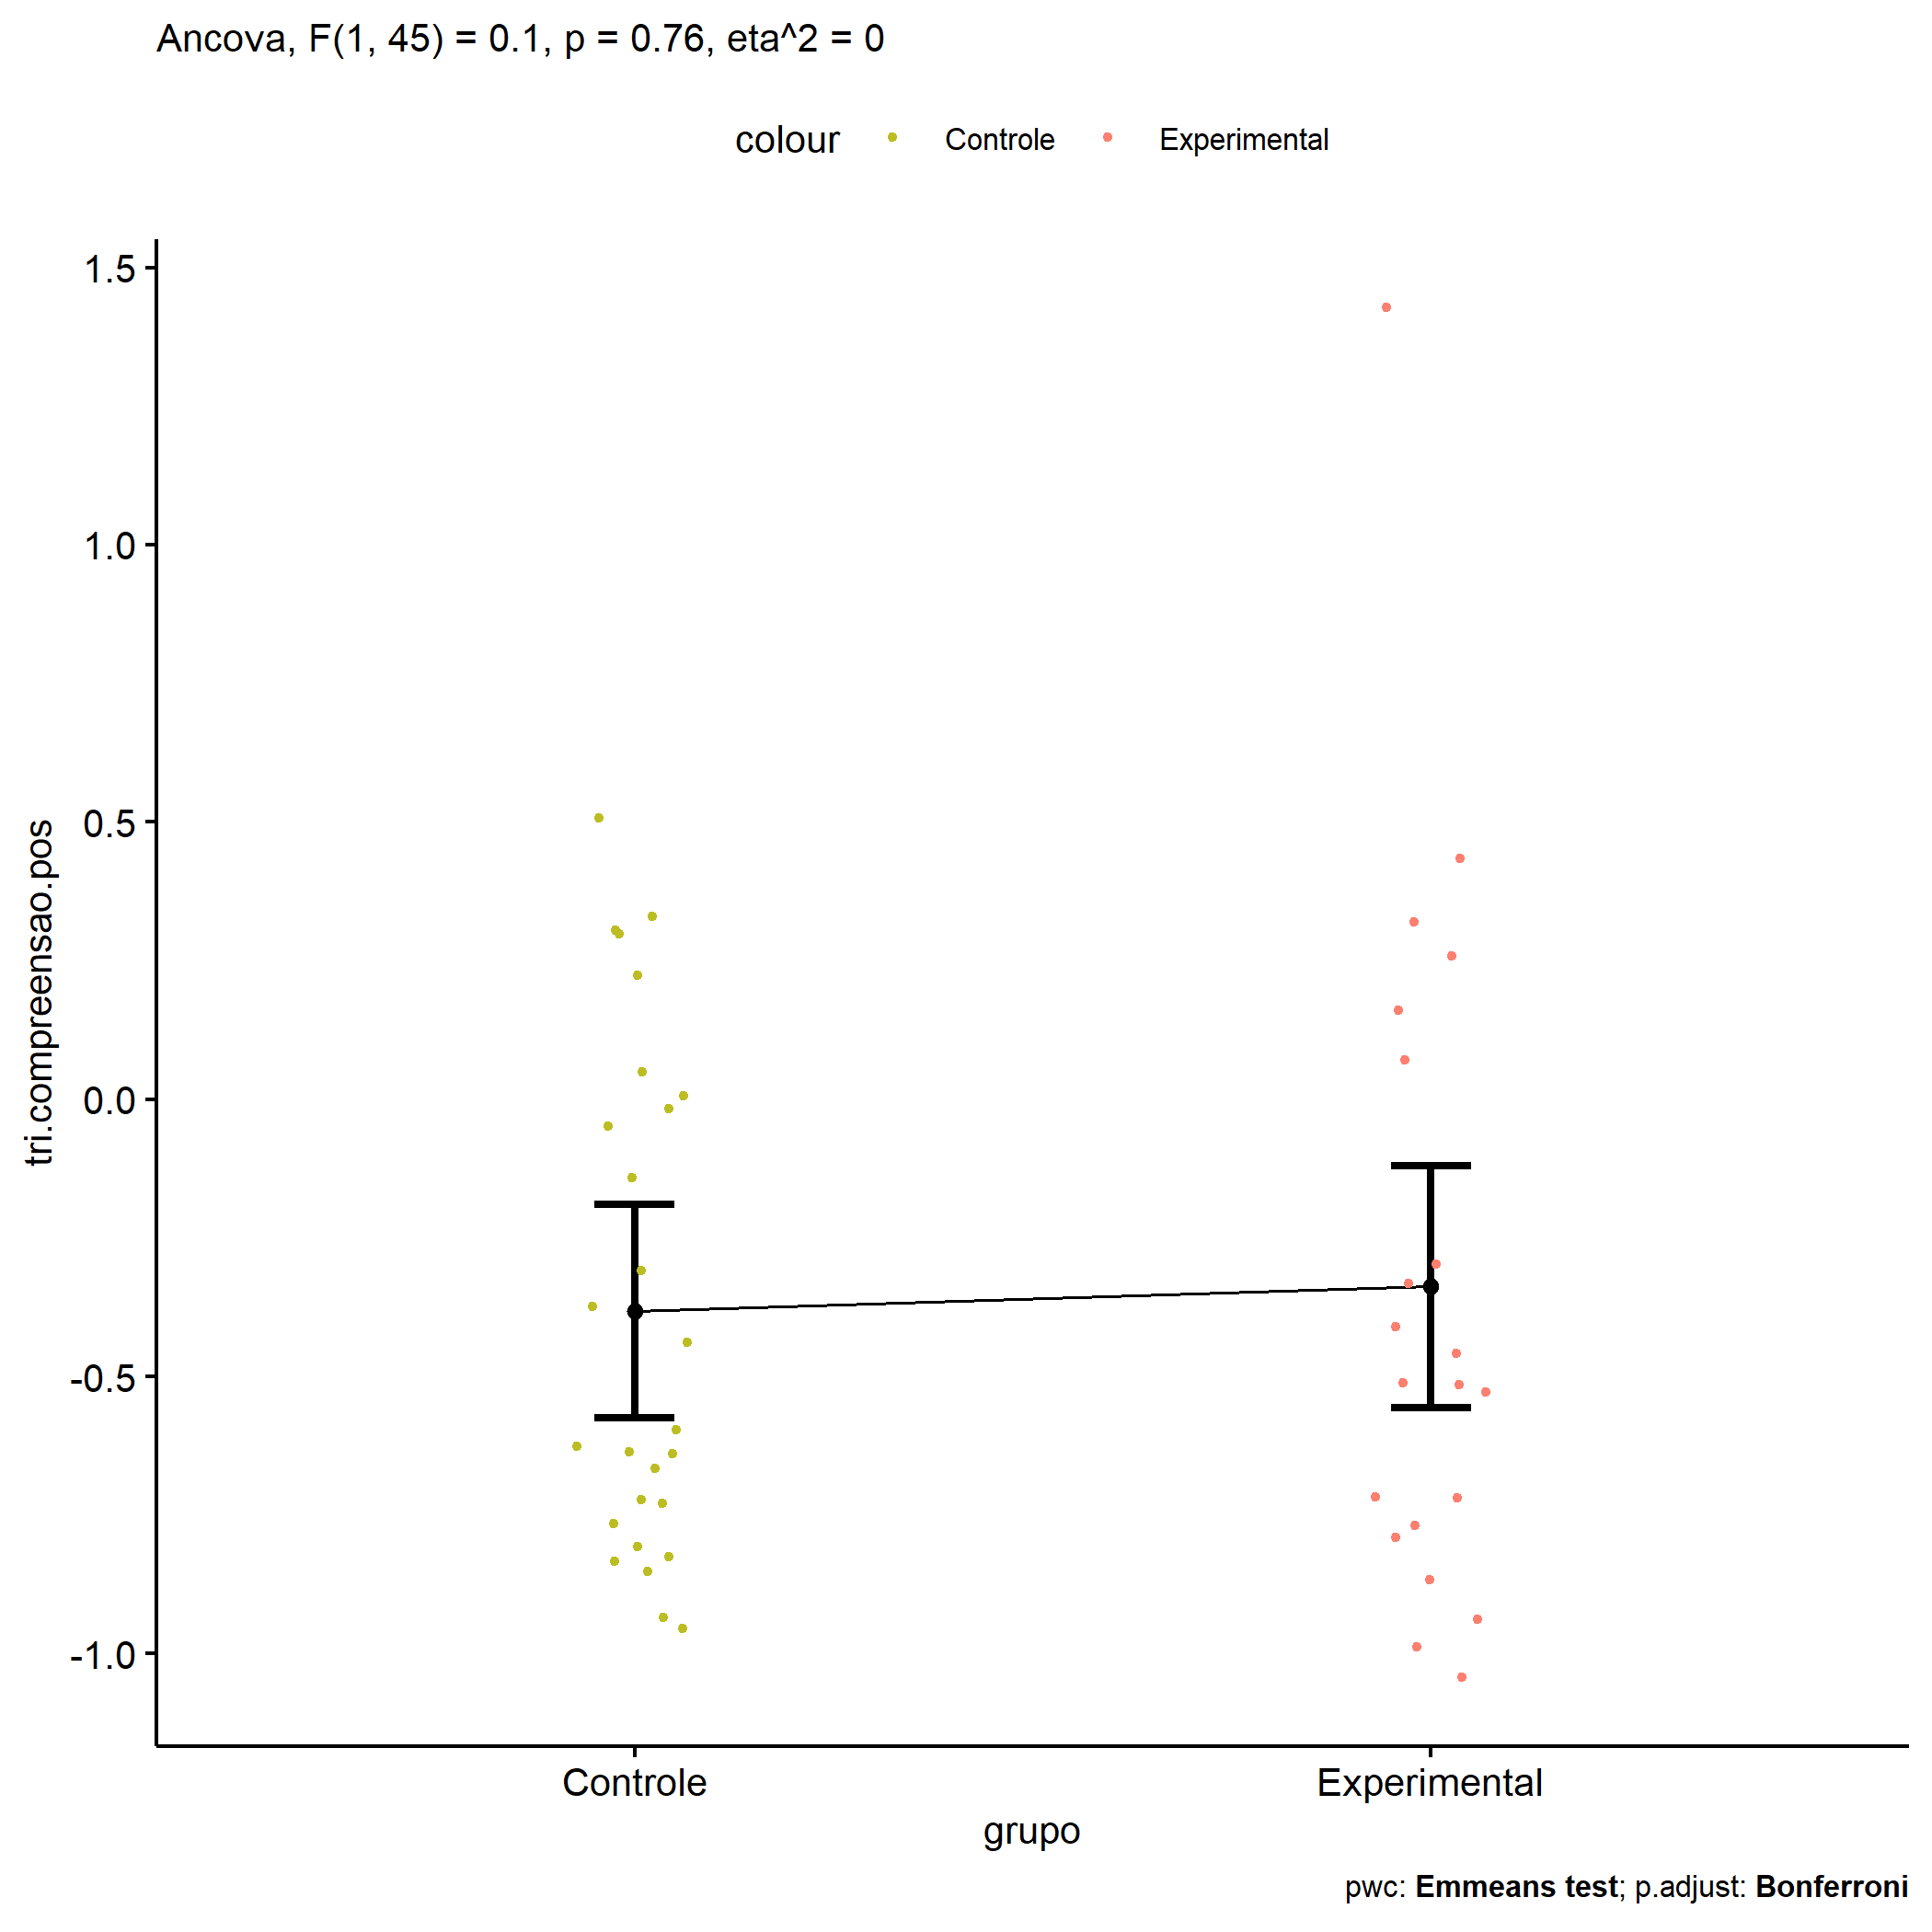 Ancova, F(1, 45) = 0.1, p = 0.76, eta^2 = 0
colour Controle Experimental
1.5
1.0
0.5
0.0
-0.5
-1.0
tri.compreensao.pos
Controle Experimental
grupo
pwc: Emmeans test; p.adjust: Bonferroni